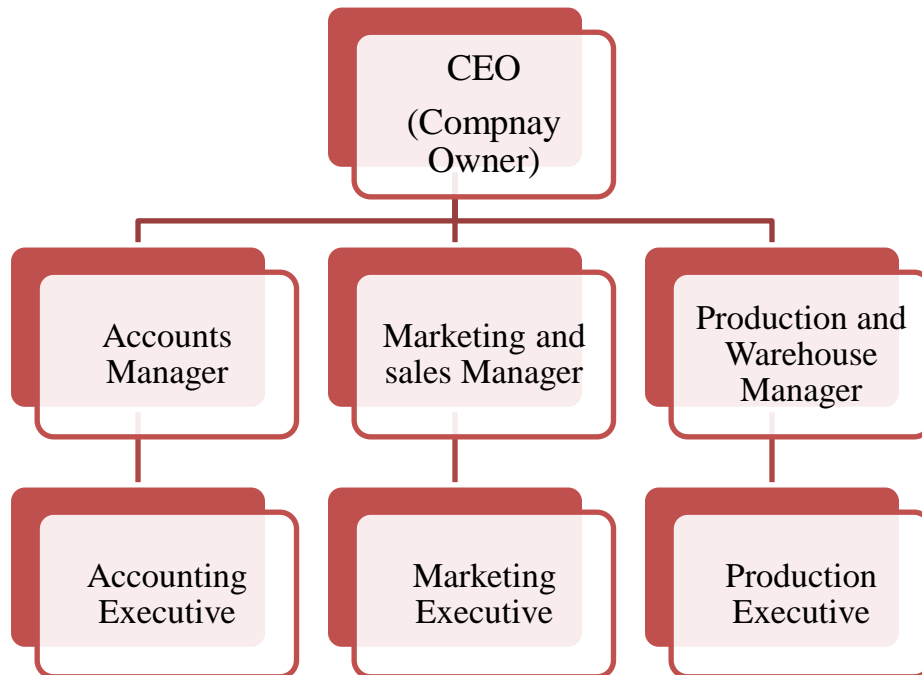 CEO
(Compnay
Owner)
Accounts
Manager
Marketing and
sales Manager
Production and
Warehouse
Manager
Accounting
Executive
Marketing
Executive
Production
Executive